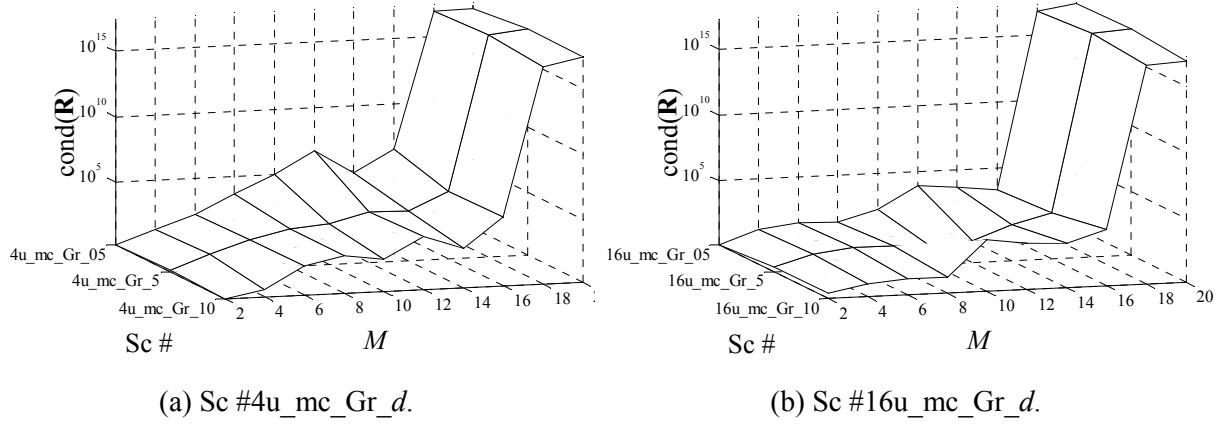 cond(R)
10^15
10^10
10^5
4u_mc_Gr_05
4u_mc_Gr_5
4u_mc_Gr_10
2 4 6 8 10 12 14 16 18
Sc # M
(a) Sc #4u_mc_Gr_d.
cond(R)
10^15
10^10
10^5
16u_mc_Gr_05
16u_mc_Gr_5
16u_mc_Gr_10
2 4 6 8 10 12 14 16 18 20
Sc # M
(b) Sc #16u_mc_Gr_d.